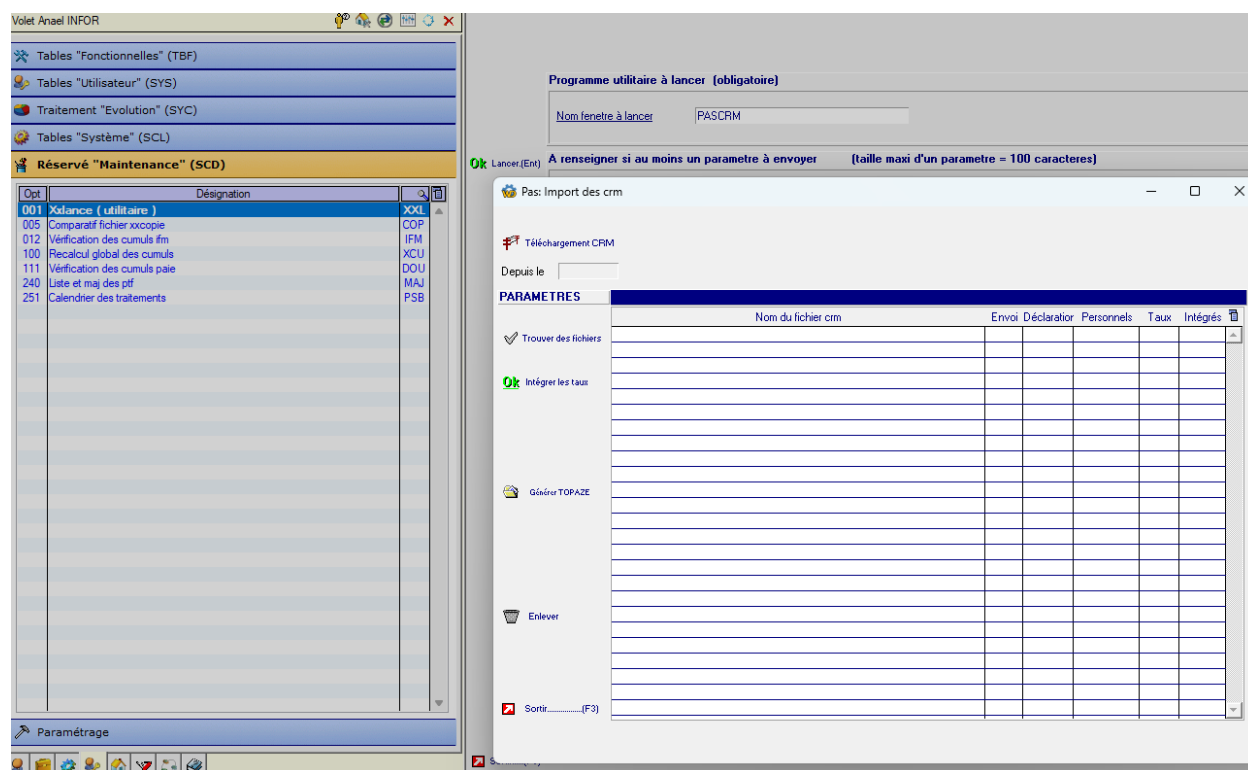 Volet Anael INFOR
Tables "Fonctionnelles" (TBF)
Tables "Utilisateur" (SYS)
Traitement "Evolution" (SYC)
Tables "Système" (SCL)
Réservé "Maintenance" (SCD)
Opt Désignation
001 Xxlance ( utilitaire ) XXL
005 Comparatif fichier xxcopie COP
012 Vérification des cumuls ifm IFM
100 Recalcul global des cumuls XCU
111 Vérification des cumuls paie DOU
240 Liste et maj des ptf MAJ
251 Calendrier des traitements PSB
Paramétrage
Programme utilitaire à lancer (obligatoire)
Nom fenetre à lancer PASCRM
Ok Lancer.(Ent) A renseigner si au moins un parametre à envoyer (taille maxi d'un parametre = 100 caracteres)
Pas: Import des crm
Téléchargement CRM
Depuis le
PARAMETRES
Nom du fichier crm Envoi Déclaration Personnels Taux Intégrés
Trouver des fichiers
Ok Intégrer les taux
Générer TOPAZE
Enlever
Sortir...............(F3)